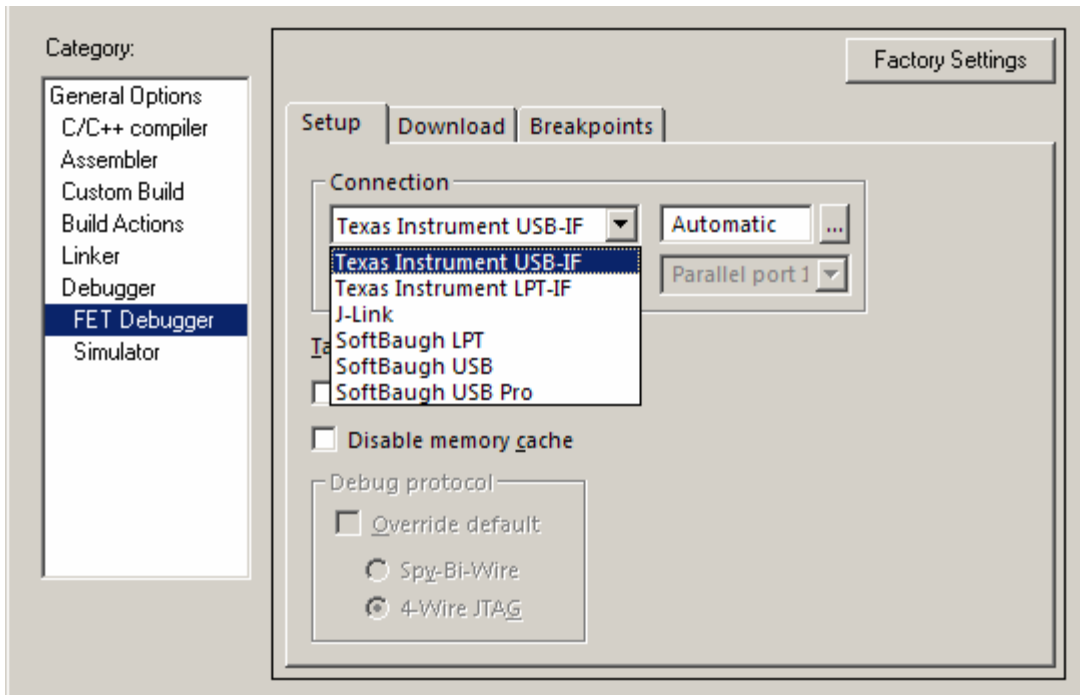 Category:
General Options
C/C++ compiler
Assembler
Custom Build
Build Actions
Linker
Debugger
FET Debugger
Simulator
Factory Settings
Setup
Download
Breakpoints
Connection
Texas Instrument USB-IF
Automatic
...
Texas Instrument USB-IF
Texas Instrument LPT-IF
J-Link
SoftBaugh LPT
SoftBaugh USB
SoftBaugh USB Pro
Parallel port 1
Disable memory cache
Debug protocol
Override default
Spy-Bi-Wire
4-Wire JTAG